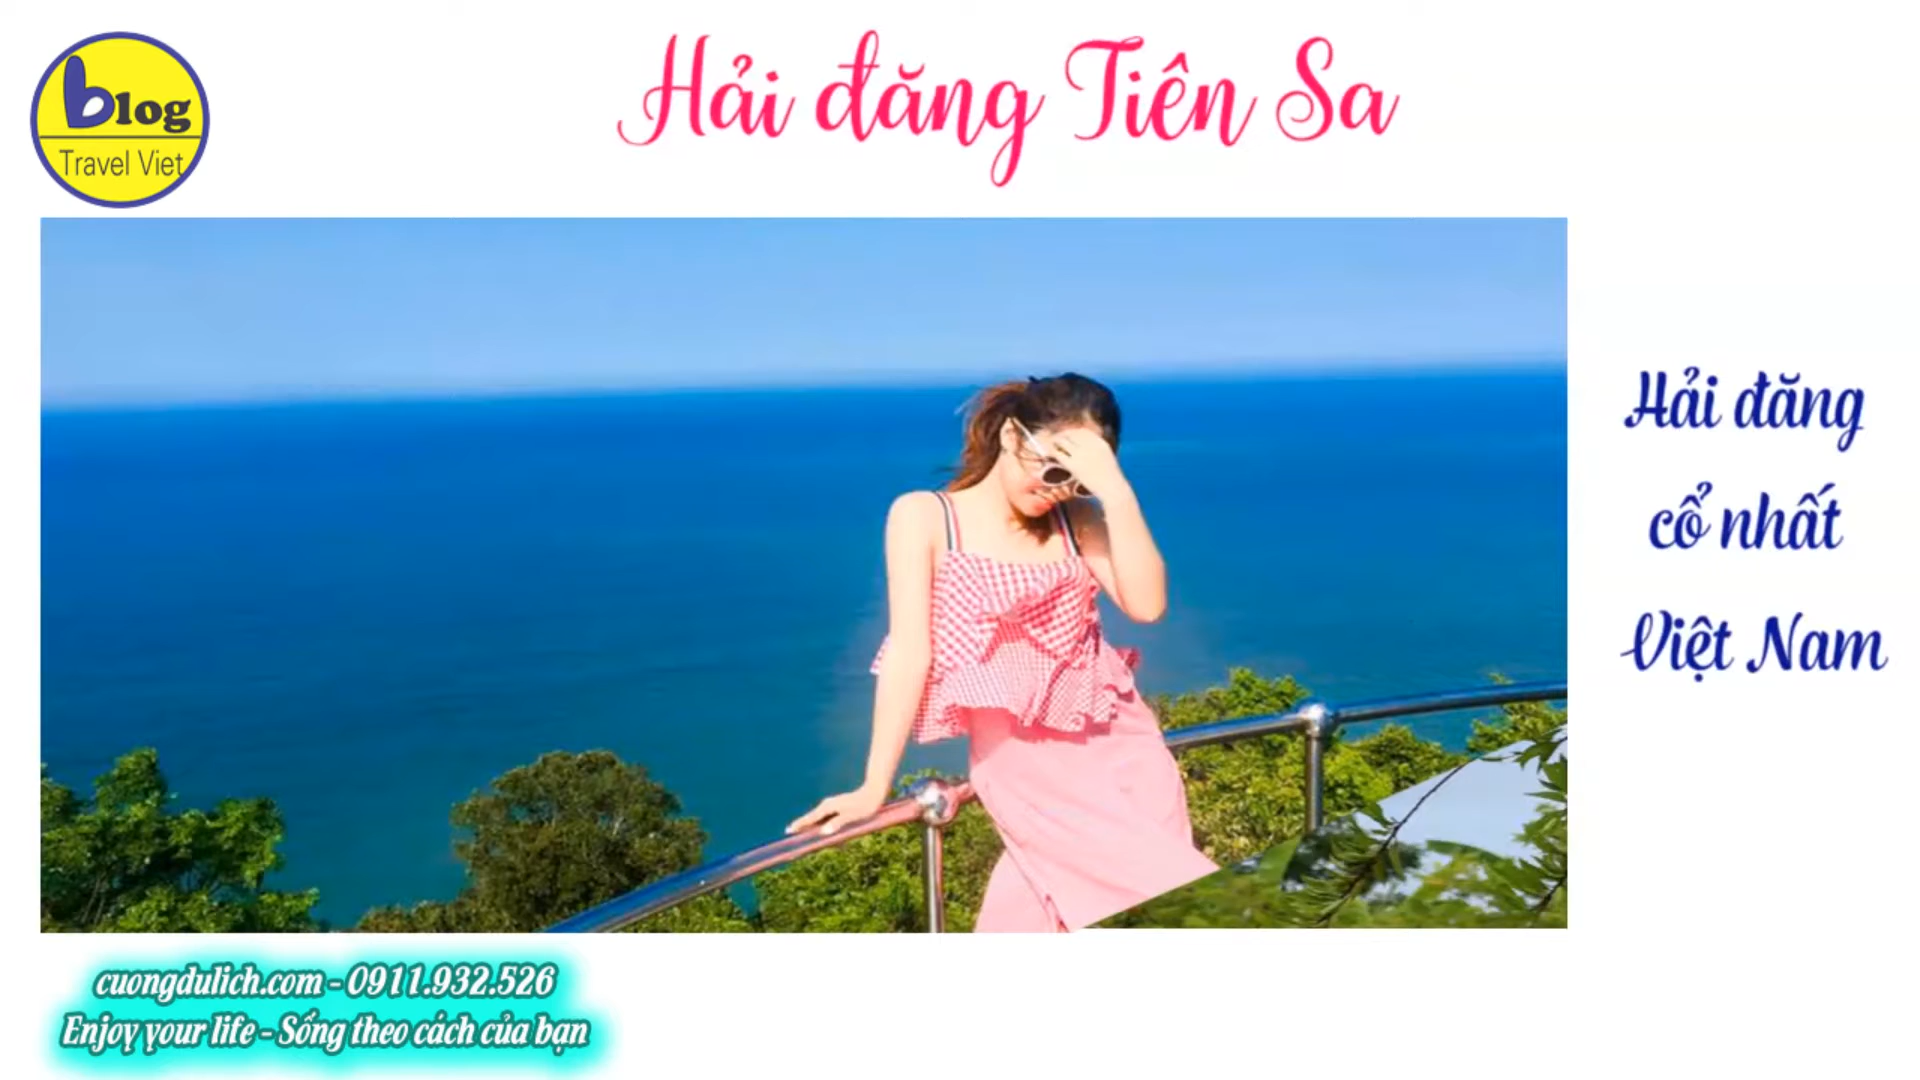 blog
Travel Viet
Hải đăng Tiên Sa
Hải đăng
cổ nhất
Việt Nam
cuongdulich.com - 0911.932.526
Enjoy your life - Sống theo cách của bạn